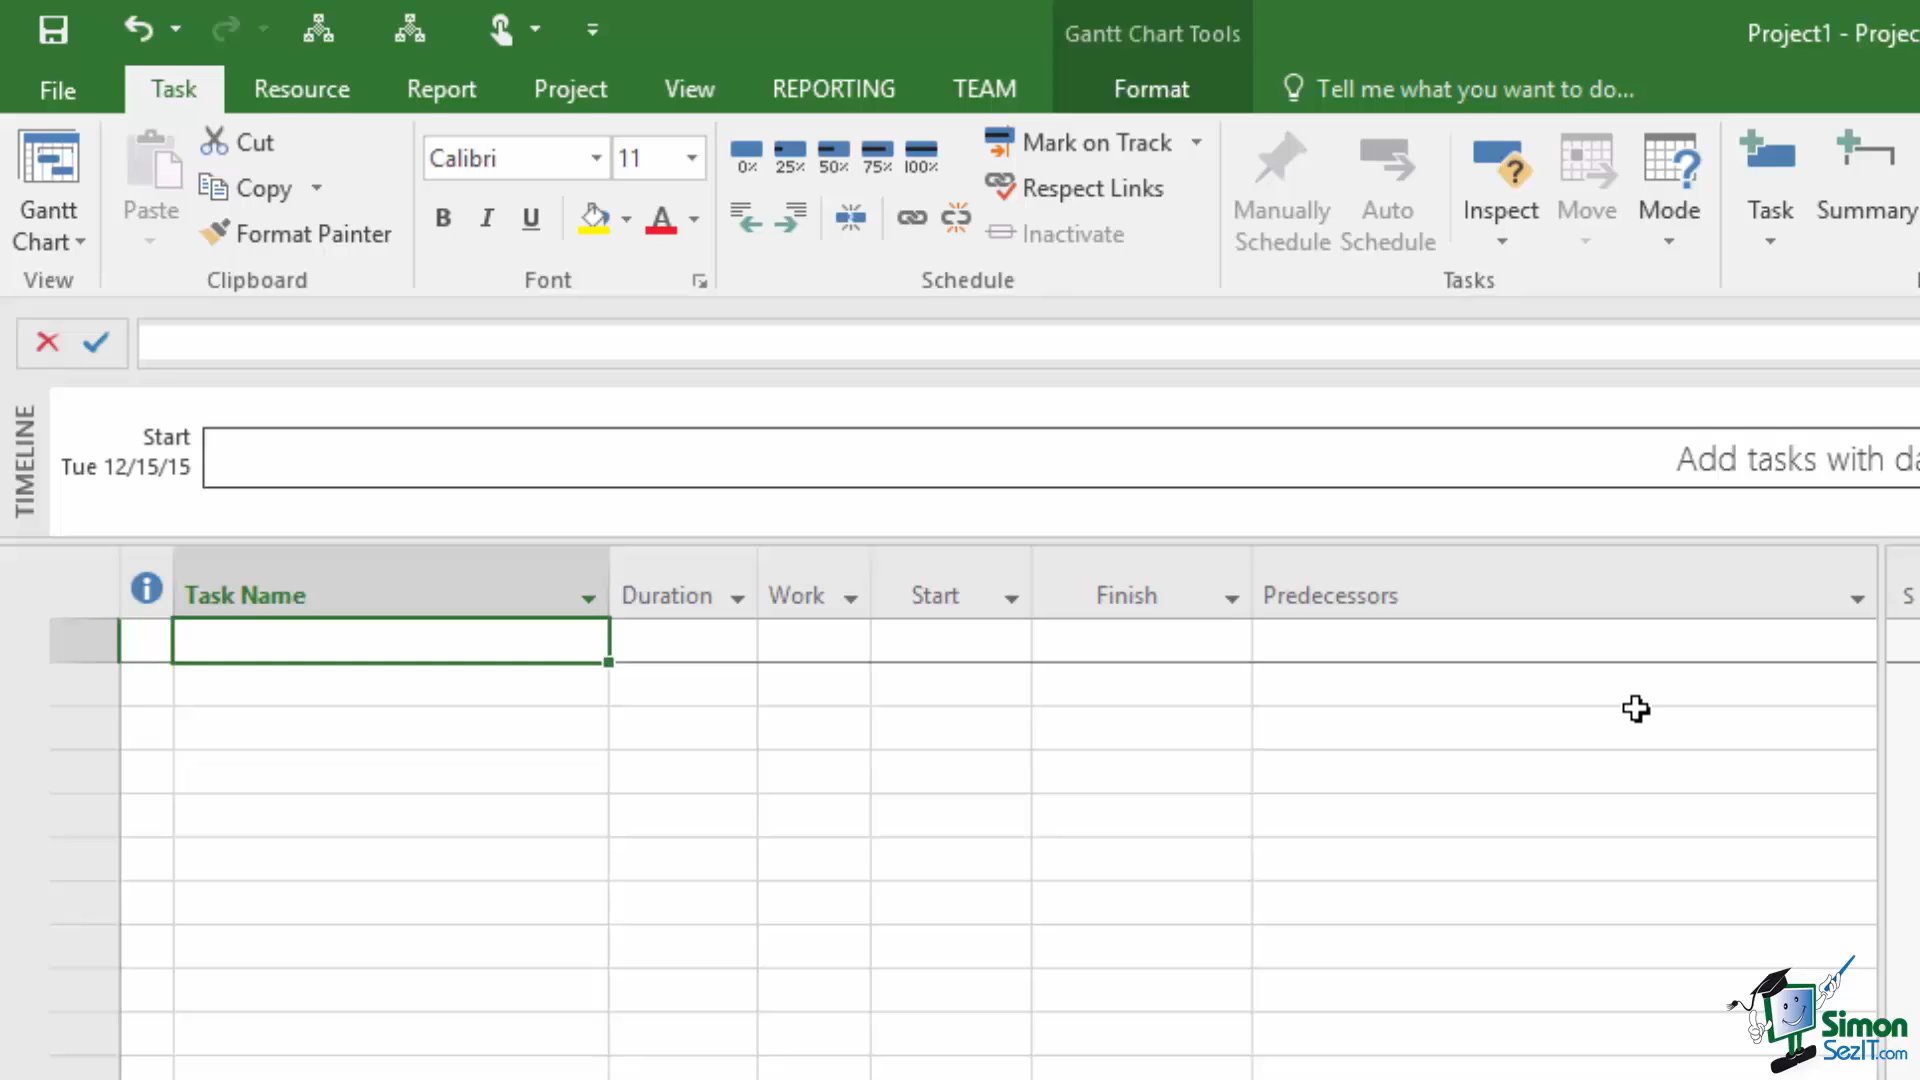 Gantt Chart Tools
Project1 - Projec
File Task Resource Report Project View REPORTING TEAM Format Tell me what you want to do...
Gantt Chart
View
Paste
Cut
Copy
Format Painter
Clipboard
Calibri 11
B I U A
Font
0% 25% 50% 75% 100%
Mark on Track
Respect Links
Inactivate
Schedule
Manually Schedule
Auto Schedule
Inspect
Move
Mode
Tasks
Task
Summary
TIMELINE
Start
Tue 12/15/15
Add tasks with da
Task Name Duration Work Start Finish Predecessors S
Simon
SezIT.com